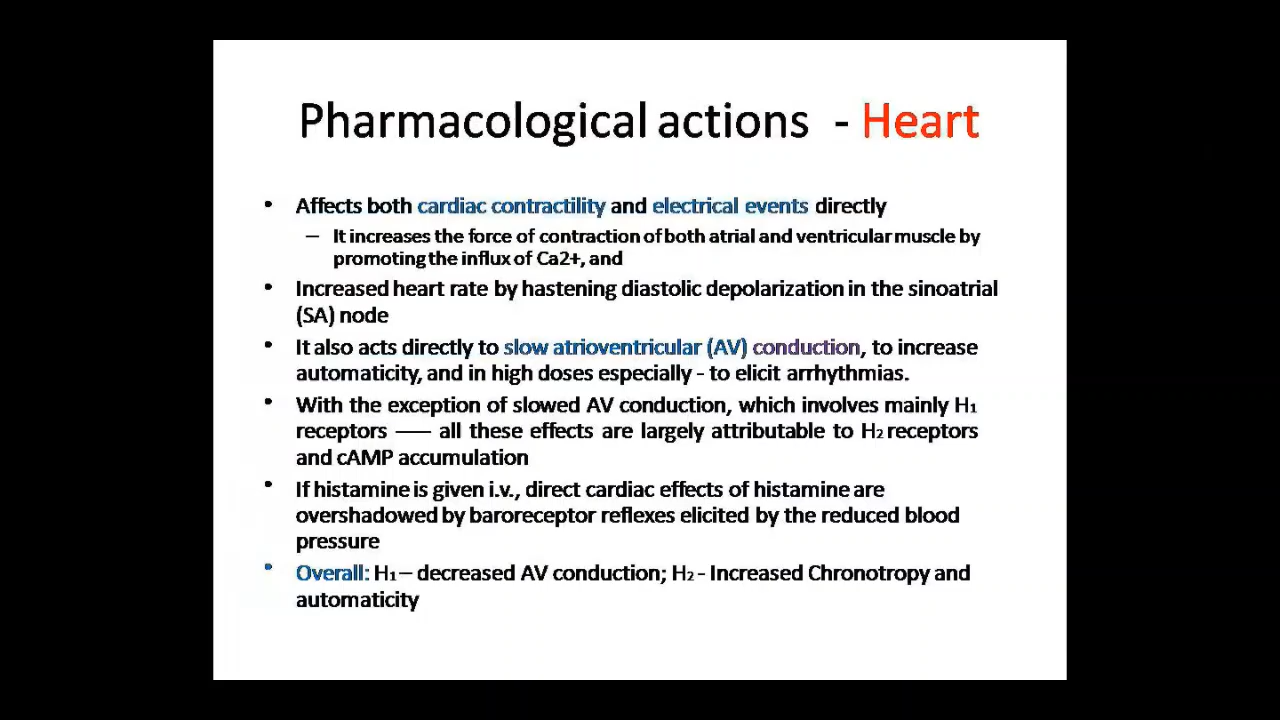 Pharmacological actions - Heart
• Affects both cardiac contractility and electrical events directly
– It increases the force of contraction of both atrial and ventricular muscle by
promoting the influx of Ca2+, and
• Increased heart rate by hastening diastolic depolarization in the sinoatrial
(SA) node
• It also acts directly to slow atrioventricular (AV) conduction, to increase
automaticity, and in high doses especially - to elicit arrhythmias.
• With the exception of slowed AV conduction, which involves mainly H1
receptors —— all these effects are largely attributable to H2 receptors
and cAMP accumulation
• If histamine is given i.v., direct cardiac effects of histamine are
overshadowed by baroreceptor reflexes elicited by the reduced blood
pressure
• Overall: H1 – decreased AV conduction; H2 - Increased Chronotropy and
automaticity